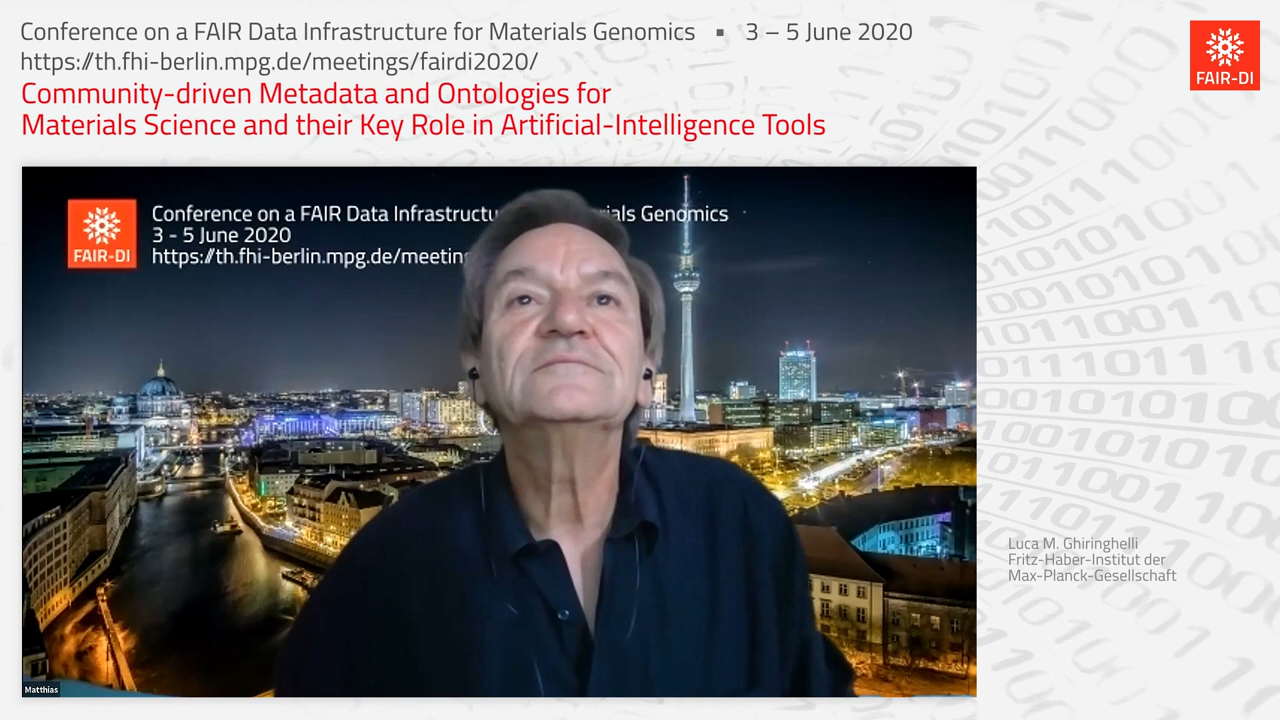 Conference on a FAIR Data Infrastructure for Materials Genomics ▪ 3 – 5 June 2020
https://th.fhi-berlin.mpg.de/meetings/fairdi2020/
Community-driven Metadata and Ontologies for
Materials Science and their Key Role in Artificial-Intelligence Tools
FAIR-DI
FAIR-DI
Conference on a FAIR Data Infrastructu ials Genomics
3 - 5 June 2020
https://th.fhi-berlin.mpg.de/meeting
Luca M. Ghiringhelli
Fritz-Haber-Institut der
Max-Planck-Gesellschaft
Matthias